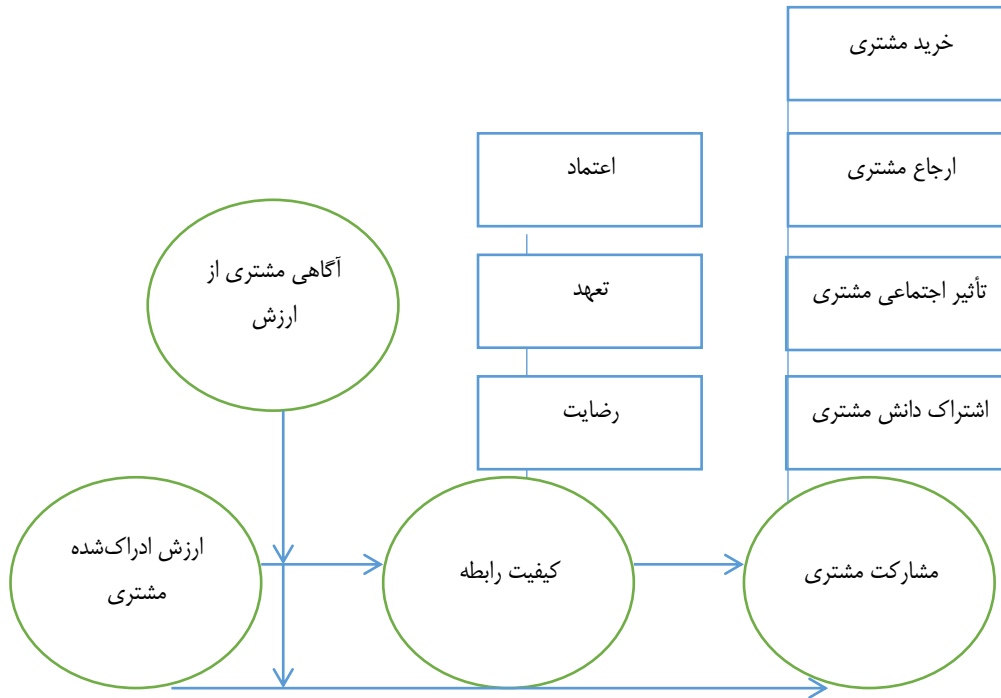 خرید مشتری
ارجاع مشتری
تأثیر اجتماعی مشتری
اشتراک دانش مشتری
مشارکت مشتری
اعتماد
تعهد
رضایت
کیفیت رابطه
آگاهی مشتری از
ارزش
ارزش ادراک‌شده
مشتری